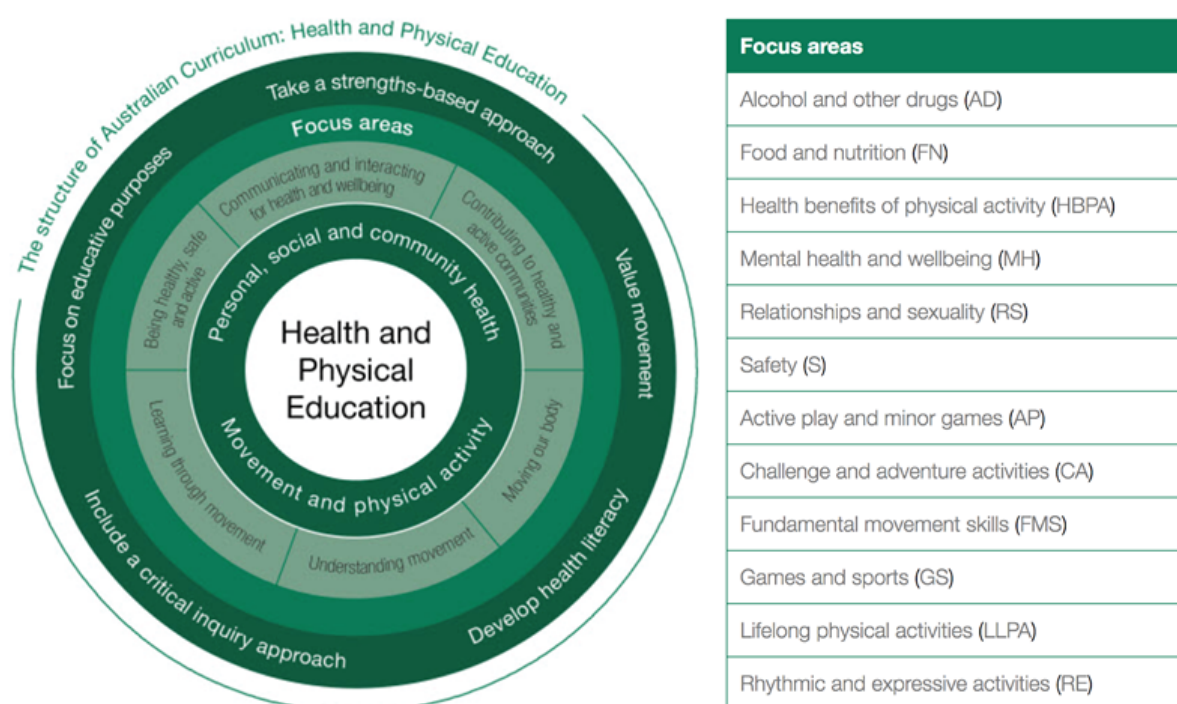 The structure of Australian Curriculum: Health and Physical Education
Take a strengths-based approach
Value movement
Develop health literacy
Include a critical inquiry approach
Focus on educative purposes
Focus areas
Communicating and interacting
for health and wellbeing
Contributing to healthy and
active communities
Moving our body
Understanding movement
Learning through movement
Being healthy, safe
and active
Personal, social and community health
Movement and physical activity
Health and
Physical
Education
Focus areas
Alcohol and other drugs (AD)
Food and nutrition (FN)
Health benefits of physical activity (HBPA)
Mental health and wellbeing (MH)
Relationships and sexuality (RS)
Safety (S)
Active play and minor games (AP)
Challenge and adventure activities (CA)
Fundamental movement skills (FMS)
Games and sports (GS)
Lifelong physical activities (LLPA)
Rhythmic and expressive activities (RE)